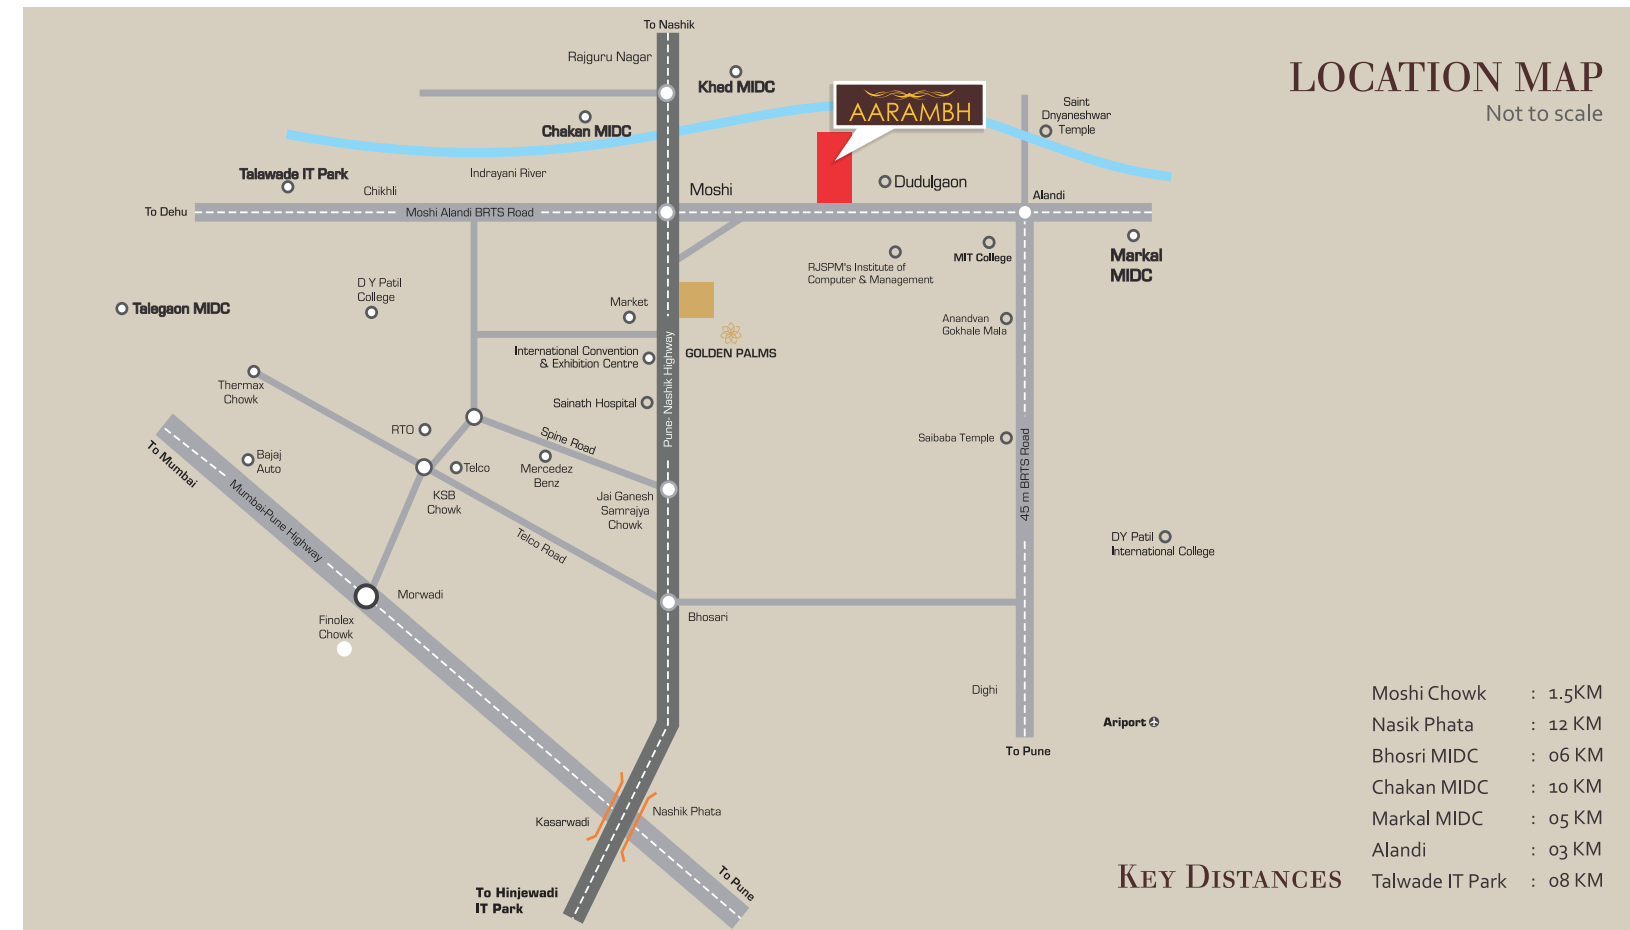 To Nashik
Rajguru Nagar
Khed MIDC
LOCATION MAP
Not to scale
AARAMBH
Saint
Dnyaneshwar
Temple
Chakan MIDC
Indrayani River
Talawade IT Park
Chikhli
Moshi
Dudulgaon
Alandi
To Dehu
Moshi Alandi BRTS Road
Markal
MIDC
MIT College
RJSPM's Institute of
Computer & Management
D Y Patil
College
Talegaon MIDC
Market
Anandvan
Gokhale Mala
International Convention
& Exhibition Centre
GOLDEN PALMS
Pune- Nashik Highway
Thermax
Chowk
Sainath Hospital
RTO
Spine Road
Saibaba Temple
45 m BRTS Road
To Mumbai
Bajaj
Auto
Telco
Mercedez
Benz
KSB
Chowk
Jai Ganesh
Samrajya
Chowk
Mumbai-Pune Highway
Telco Road
DY Patil
International College
Morwadi
Finolex
Chowk
Bhosari
Dighi
Ariport
To Pune
Kasarwadi
Nashik Phata
To Hinjewadi
IT Park
To Pune
KEY DISTANCES
Moshi Chowk : 1.5KM
Nasik Phata : 12 KM
Bhosri MIDC : 06 KM
Chakan MIDC : 10 KM
Markal MIDC : 05 KM
Alandi : 03 KM
Talwade IT Park : 08 KM